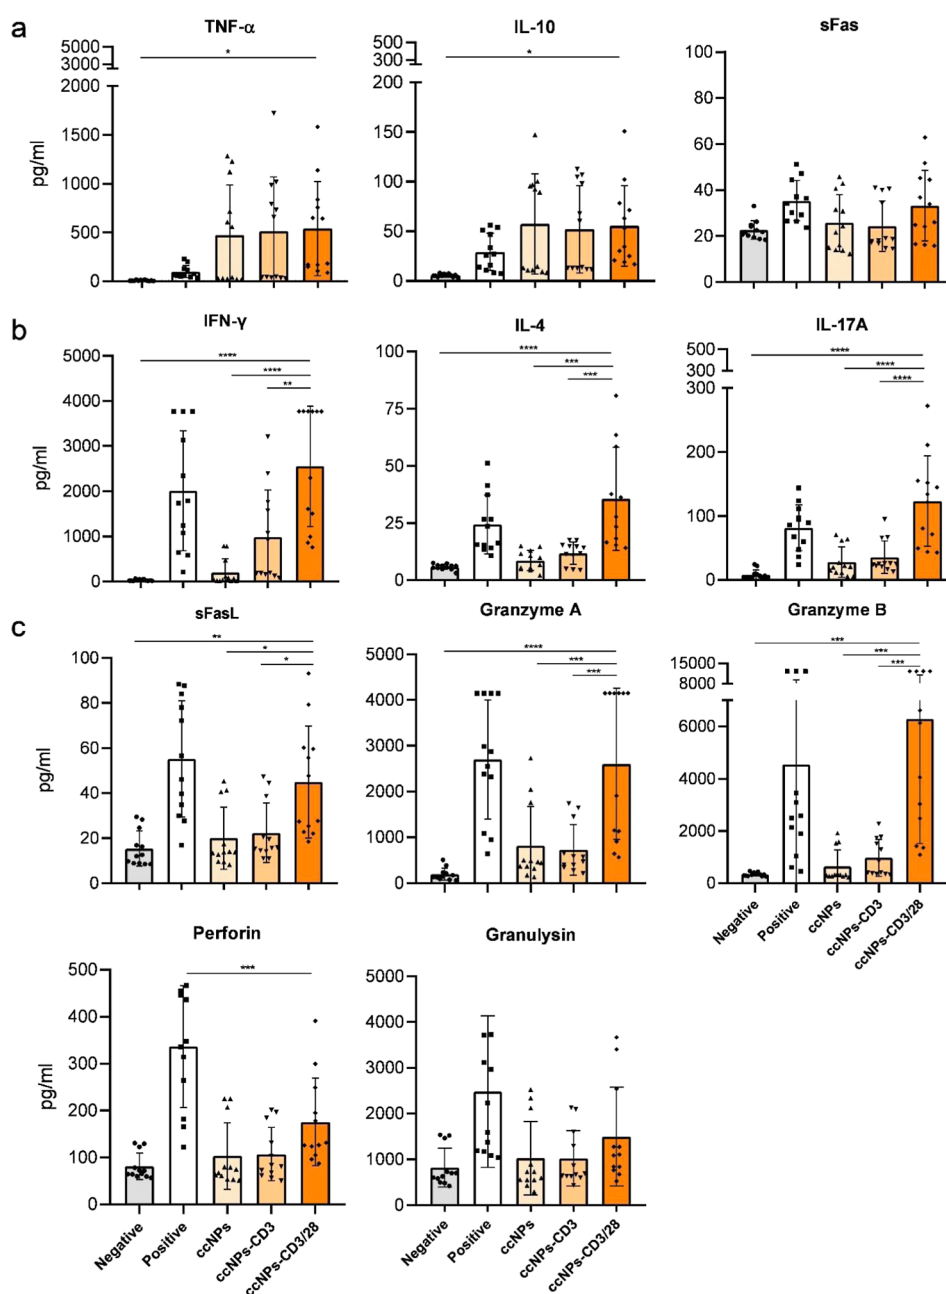 a
TNF-α
IL-10
sFas
pg/ml
5000
3000
2000
1500
1000
500
0
*
500
300
200
150
100
50
0
*
100
80
60
40
20
0
b
IFN-γ
IL-4
IL-17A
pg/ml
5000
4000
3000
2000
1000
0
****
****
**
100
75
50
25
0
****
***
***
500
300
300
200
100
0
****
****
****
c
sFasL
Granzyme A
Granzyme B
pg/ml
100
80
60
40
20
0
**
*
*
5000
4000
3000
2000
1000
0
****
***
***
15000
8000
6000
4000
2000
0
***
***
***
Negative
Positive
ccNPs
ccNPs-CD3
ccNPs-CD3/28
Perforin
Granulysin
pg/ml
500
400
300
200
100
0
***
5000
4000
3000
2000
1000
0
Negative
Positive
ccNPs
ccNPs-CD3
ccNPs-CD3/28
Negative
Positive
ccNPs
ccNPs-CD3
ccNPs-CD3/28